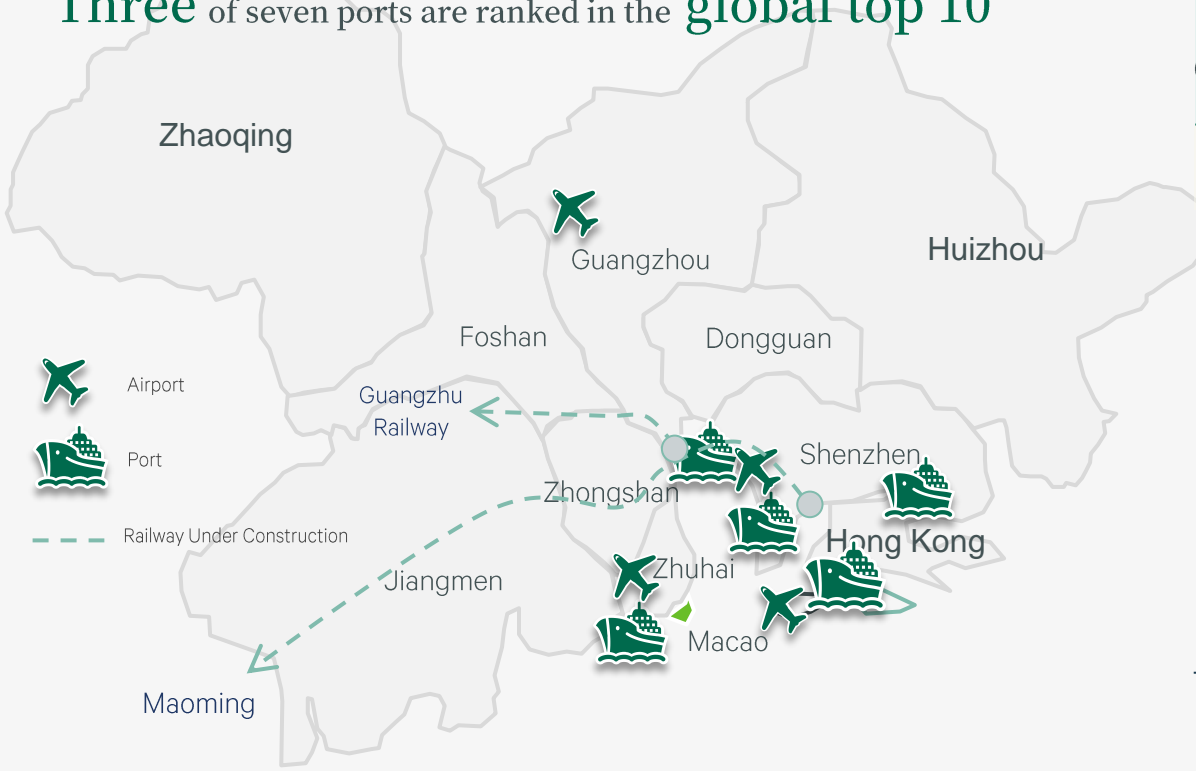 Three of seven ports are ranked in the global top 10
Zhaoqing
Huizhou
Guangzhou
Foshan
Dongguan
Airport
Guangzhu
Railway
Port
Shenzhen
Zhongshan
Railway Under Construction
Hong Kong
Zhuhai
Jiangmen
Macao
Maoming